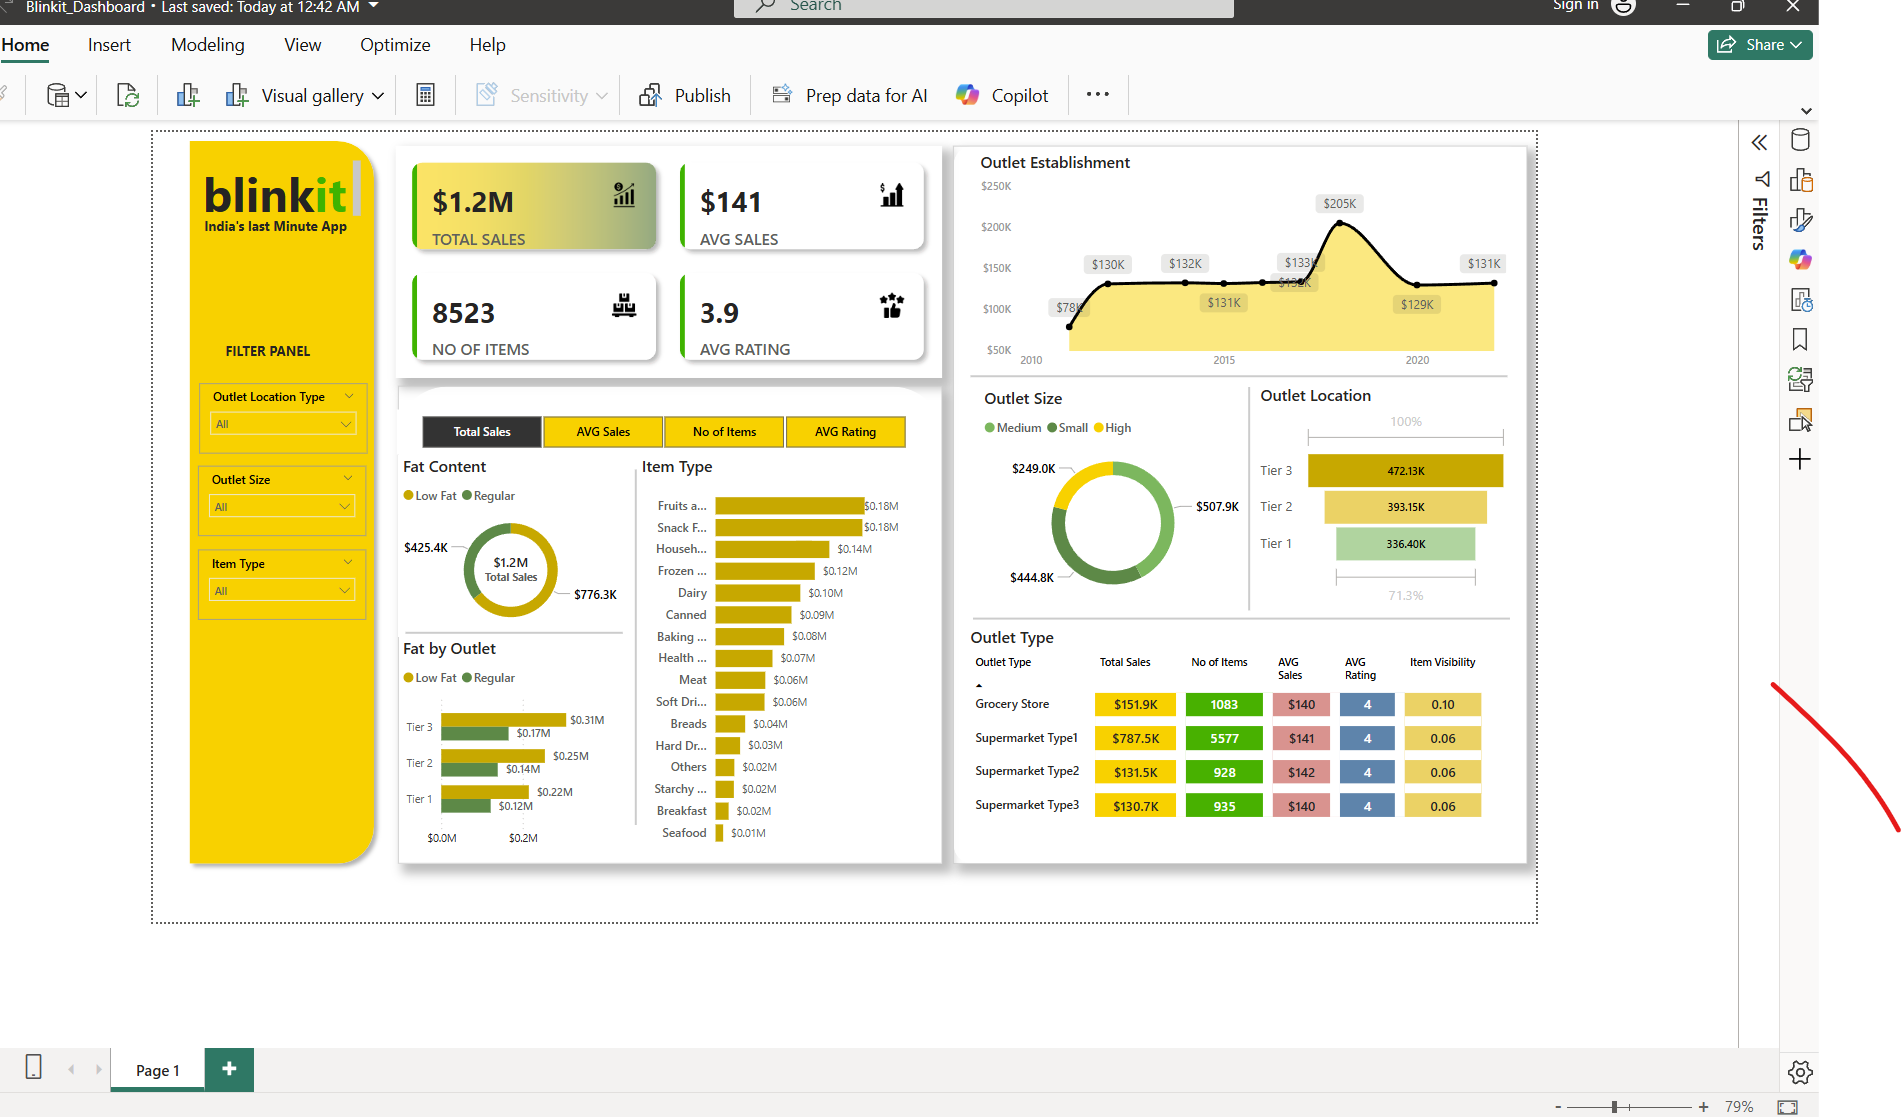 Blinkit_Dashboard • Last saved: Today at 12:42 AM
Search
Sign in
Home Insert Modeling View Optimize Help
Share
Visual gallery
Sensitivity
Publish
Prep data for AI
Copilot
Filters
blinkit
India's last Minute App
FILTER PANEL
Outlet Location Type
All
Outlet Size
All
Item Type
All
$1.2M
TOTAL SALES
$141
AVG SALES
8523
NO OF ITEMS
3.9
AVG RATING
Total Sales AVG Sales No of Items AVG Rating
Fat Content
Low Fat Regular
$425.4K
$1.2M
Total Sales
$776.3K
Fat by Outlet
Low Fat Regular
Tier 3 $0.31M
$0.17M
Tier 2 $0.25M
$0.14M
Tier 1 $0.22M
$0.12M
$0.0M $0.2M
Item Type
Fruits a... $0.18M
Snack F... $0.18M
Househ... $0.14M
Frozen ... $0.12M
Dairy $0.10M
Canned $0.09M
Baking ... $0.08M
Health ... $0.07M
Meat $0.06M
Soft Dri... $0.06M
Breads $0.04M
Hard Dr... $0.03M
Others $0.02M
Starchy ... $0.02M
Breakfast $0.02M
Seafood $0.01M
Outlet Establishment
$250K
$200K
$150K
$100K
$50K
$78K
$130K
$132K
$131K
$132K
$133K
$205K
$129K
$131K
2010 2015 2020
Outlet Size
Medium Small High
$249.0K
$507.9K
$444.8K
Outlet Location
100%
Tier 3 472.13K
Tier 2 393.15K
Tier 1 336.40K
71.3%
Outlet Type
Outlet Type Total Sales No of Items AVG Sales AVG Rating Item Visibility
Grocery Store $151.9K 1083 $140 4 0.10
Supermarket Type1 $787.5K 5577 $141 4 0.06
Supermarket Type2 $131.5K 928 $142 4 0.06
Supermarket Type3 $130.7K 935 $140 4 0.06
Page 1
79%